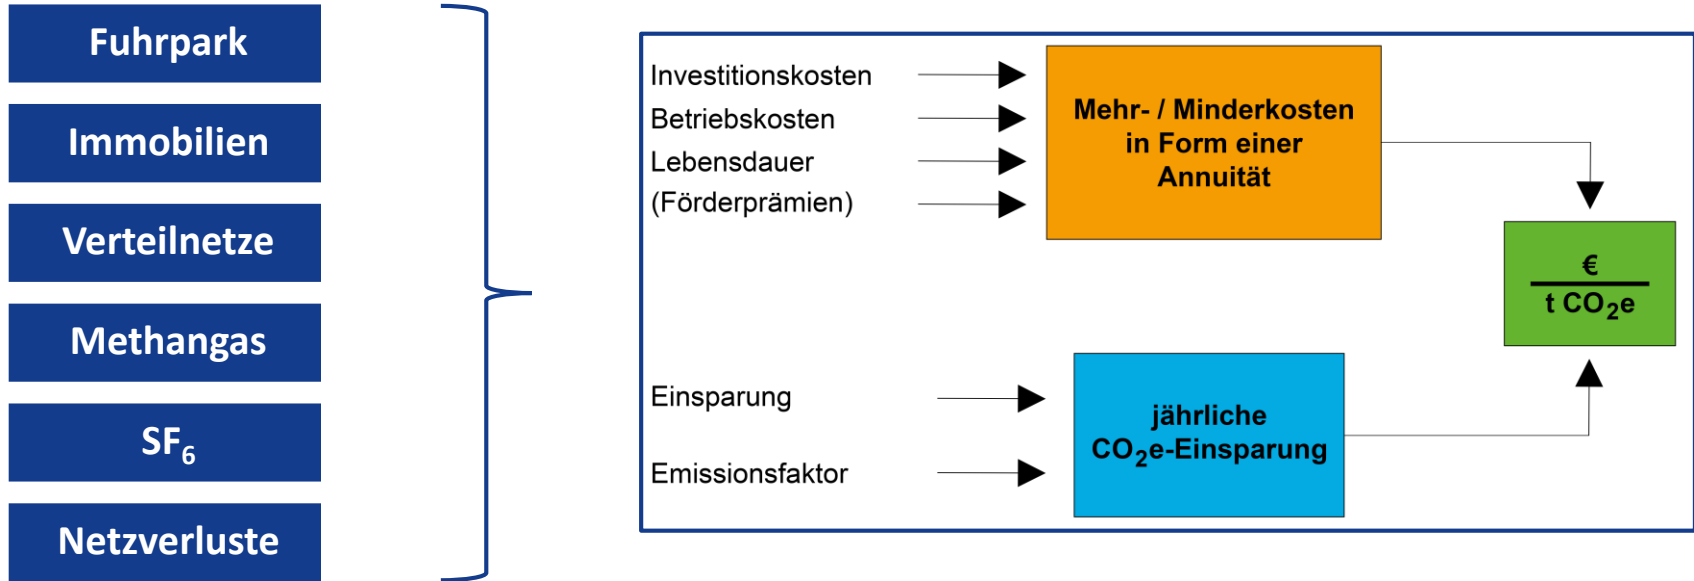 Fuhrpark
Immobilien
Verteilnetze
Methangas
SF₆
Netzverluste
Investitionskosten
Betriebskosten
Lebensdauer
(Förderprämien)
Mehr- / Minderkosten
in Form einer
Annuität
€
t CO₂e
Einsparung
Emissionsfaktor
jährliche
CO₂e-Einsparung